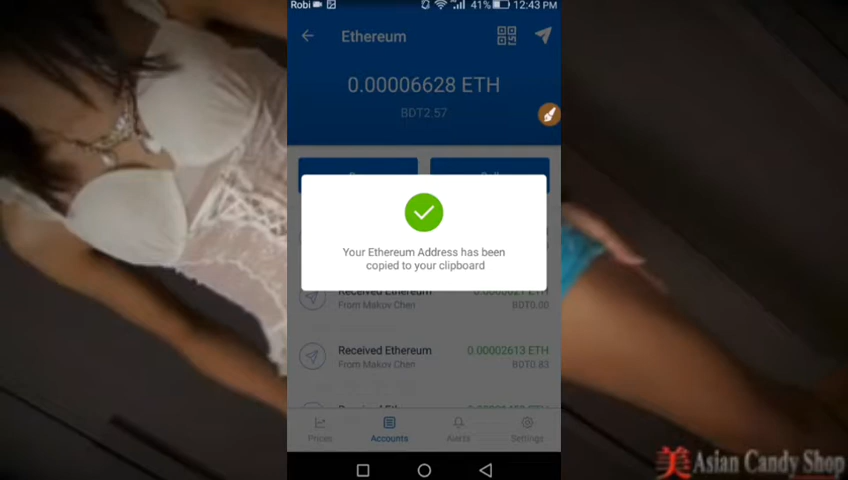 Robi 41% 12:43 PM
Ethereum
0.00006628 ETH
BDT2.57
Your Ethereum Address has been
copied to your clipboard
Received Ethereum
From Makov Chen BDT0.00
Received Ethereum 0.00002613 ETH
From Makov Chen BDT0.83
Prices Accounts Alerts Settings
美 Asian Candy Shop